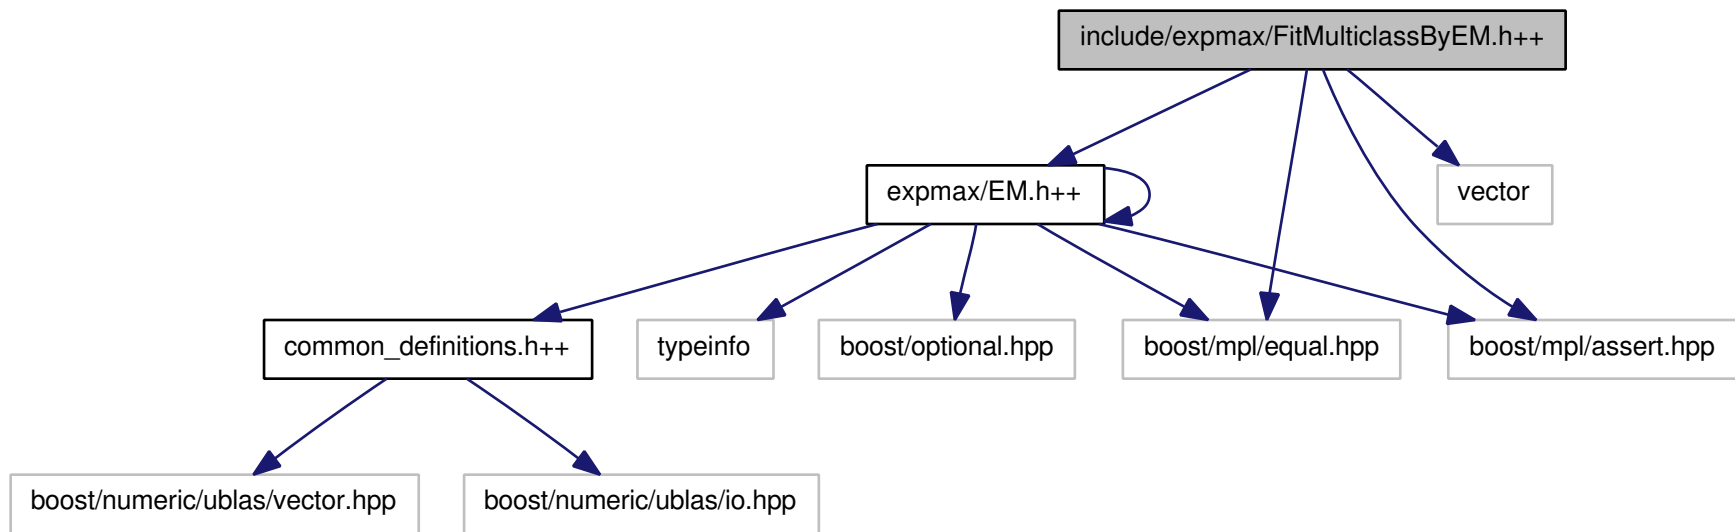 include/expmax/FitMulticlassByEM.h++
expmax/EM.h++
vector
common_definitions.h++
typeinfo
boost/optional.hpp
boost/mpl/equal.hpp
boost/mpl/assert.hpp
boost/numeric/ublas/vector.hpp
boost/numeric/ublas/io.hpp